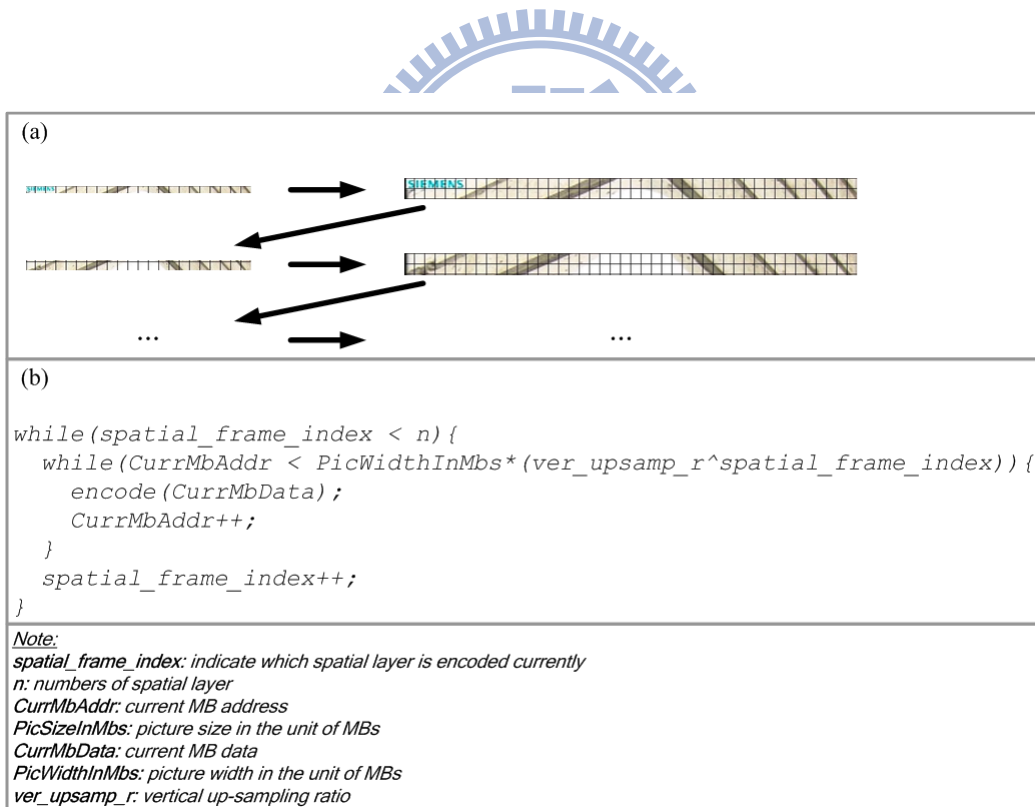 (a)
SIEMENS
SIEMENS
...
...
(b)
while(spatial_frame_index < n){
while(CurrMbAddr < PicWidthInMbs*(ver_upsamp_r^spatial_frame_index)){
encode(CurrMbData);
CurrMbAddr++;
}
spatial_frame_index++;
}
Note:
spatial_frame_index: indicate which spatial layer is encoded currently
n: numbers of spatial layer
CurrMbAddr: current MB address
PicSizeInMbs: picture size in the unit of MBs
CurrMbData: current MB data
PicWidthInMbs: picture width in the unit of MBs
ver_upsamp_r: vertical up-sampling ratio